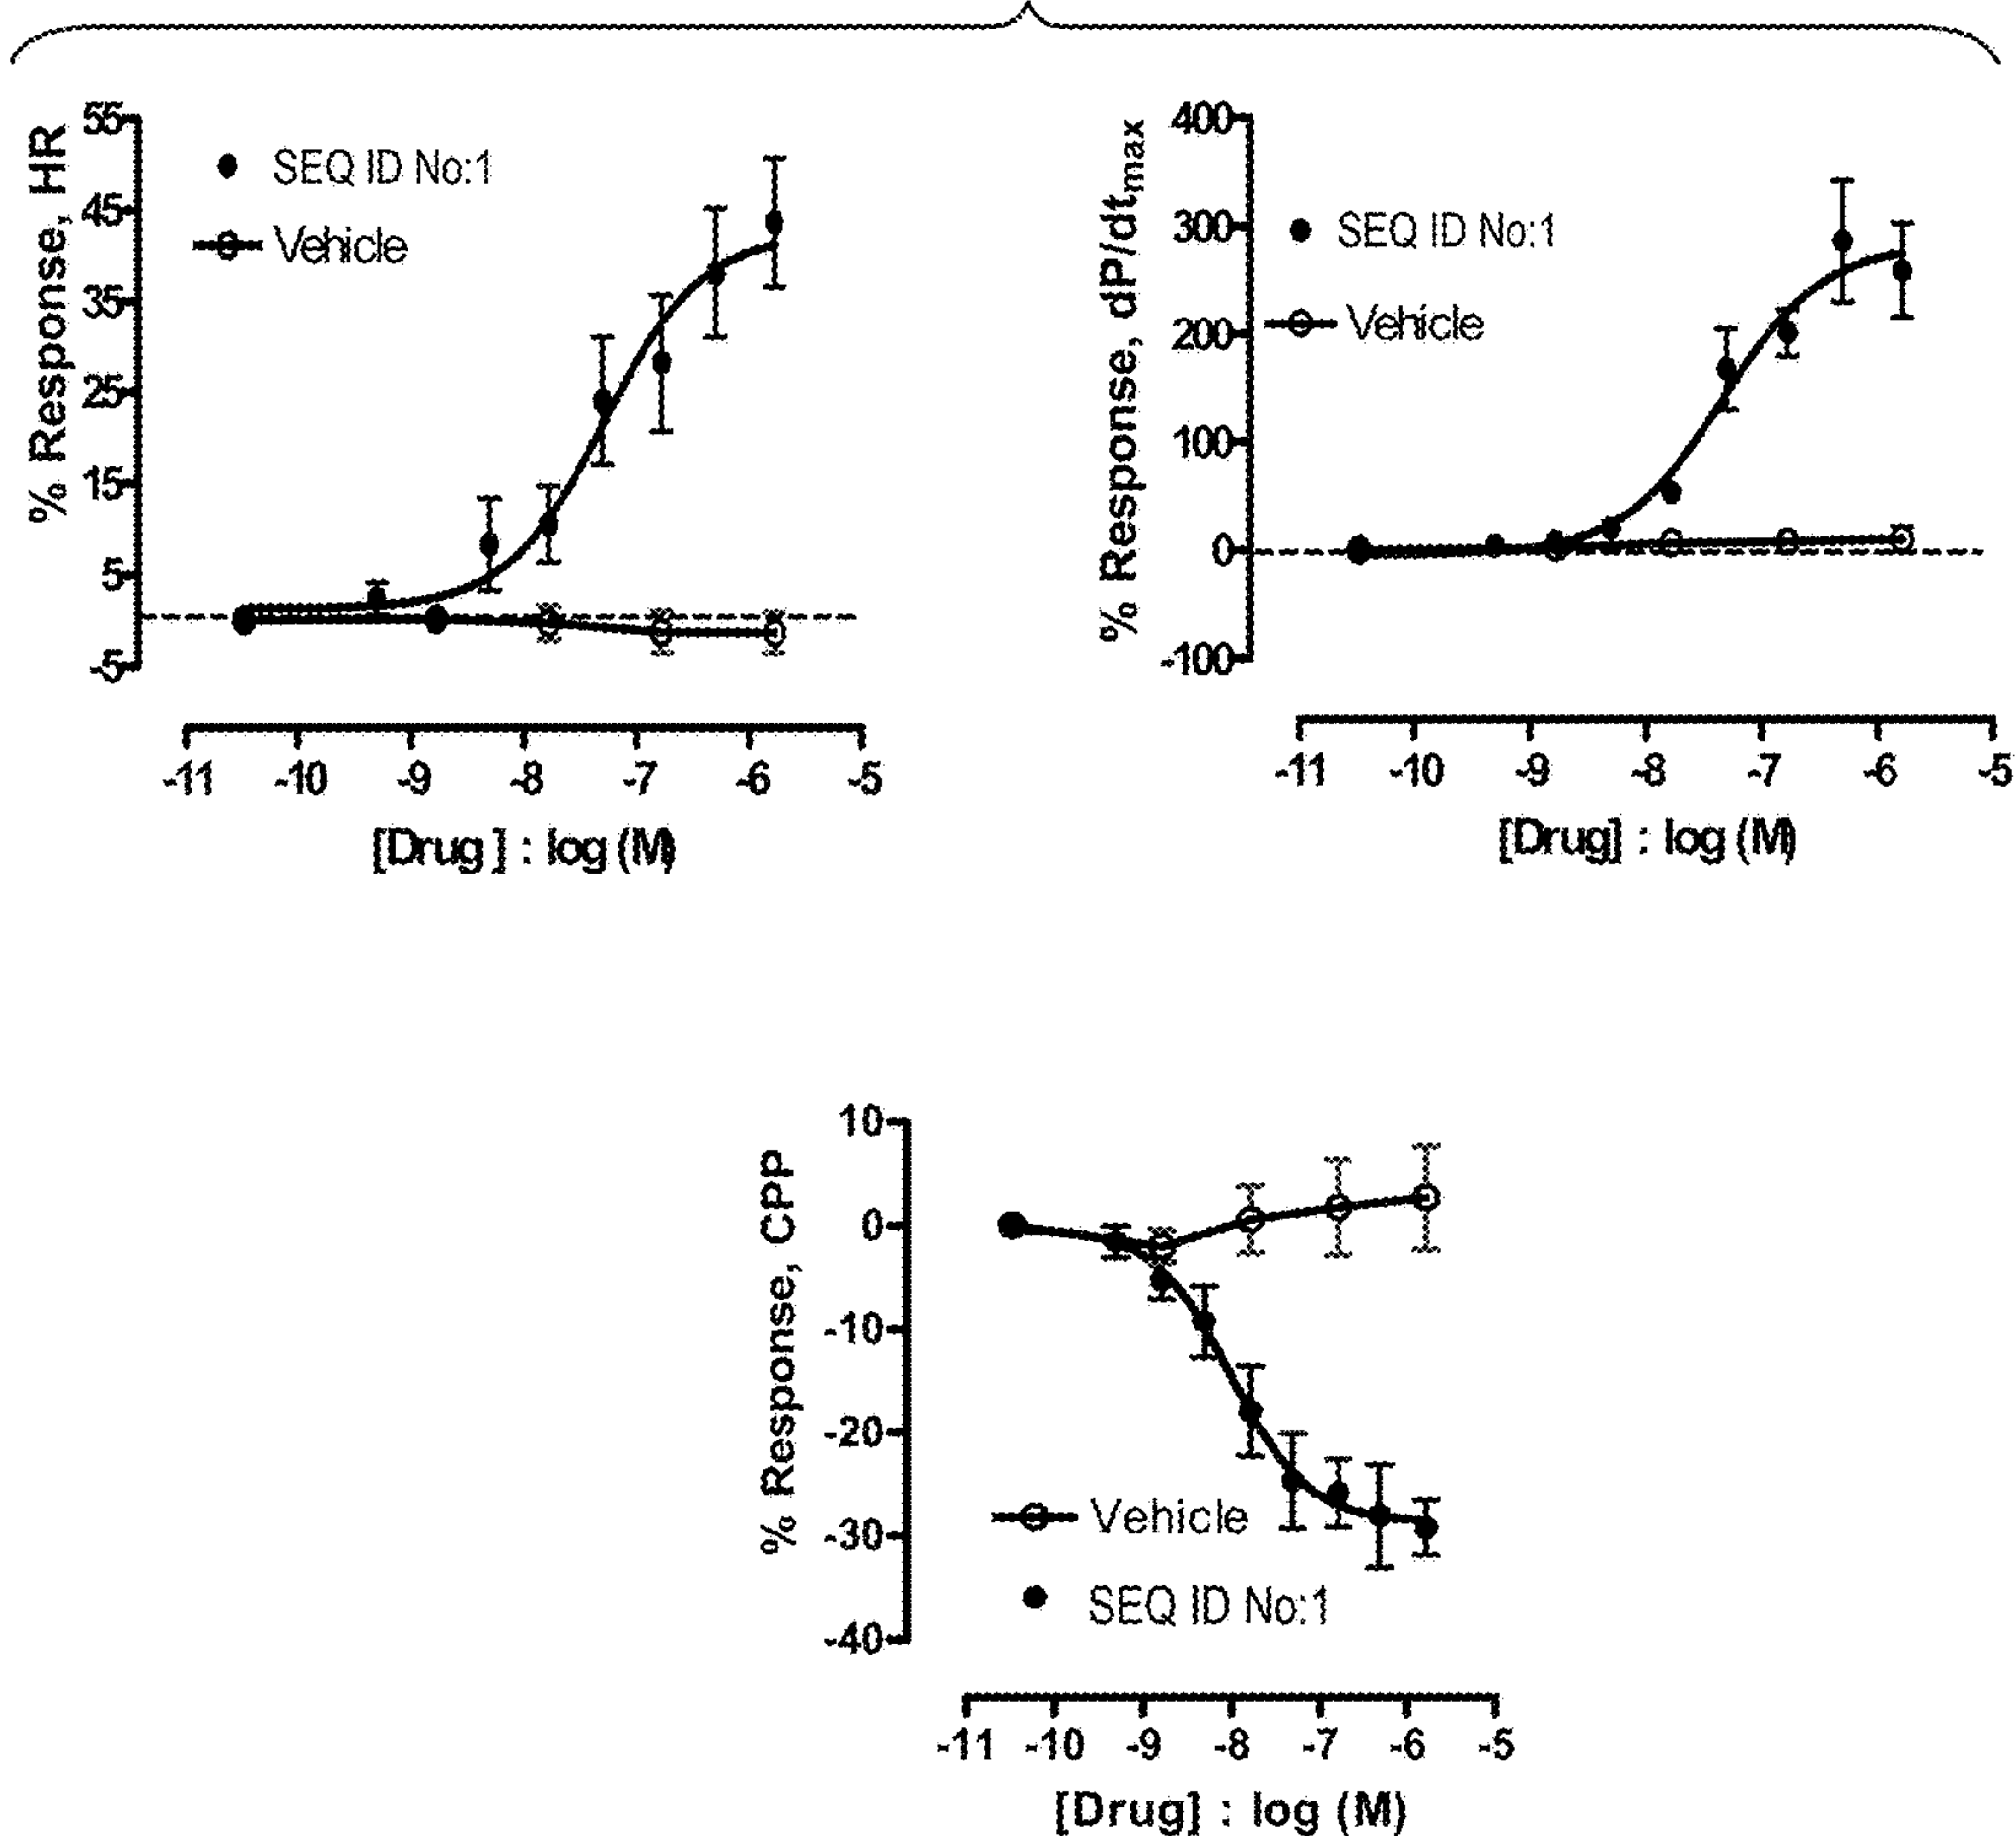 % Response, HR
55
45
35
25
15
5
-5
SEQ ID No:1
Vehicle
-11 -10 -9 -8 -7 -6 -5
[Drug ] : log (M)
% Response, dP/dtmax
400
300
200
100
0
-100
SEQ ID No:1
Vehicle
-11 -10 -9 -8 -7 -6 -5
[Drug] : log (M)
% Response, CPP
10
0
-10
-20
-30
-40
Vehicle
SEQ ID No:1
-11 -10 -9 -8 -7 -6 -5
[Drug] : log (M)